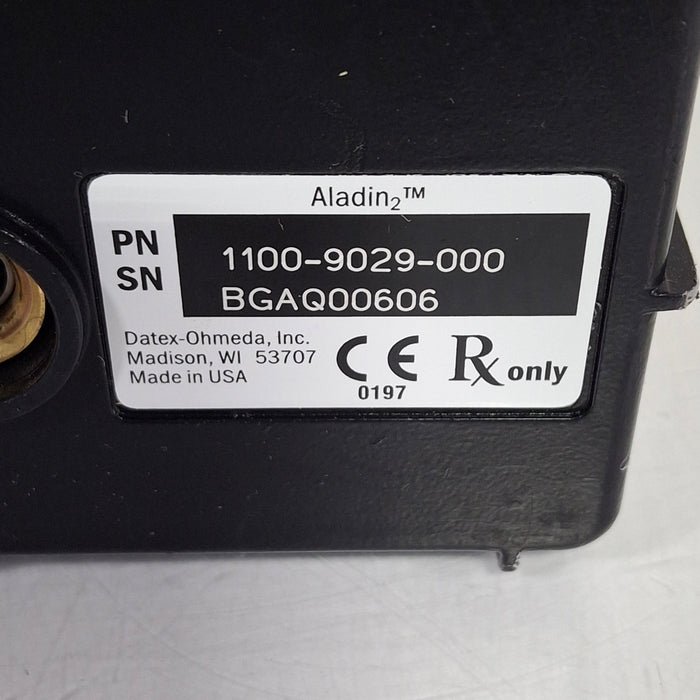 Aladin₂™
PN 1100-9029-000
SN BGAQ00606
Datex-Ohmeda, Inc.
Madison, WI 53707
Made in USA
CE
0197
Rx only